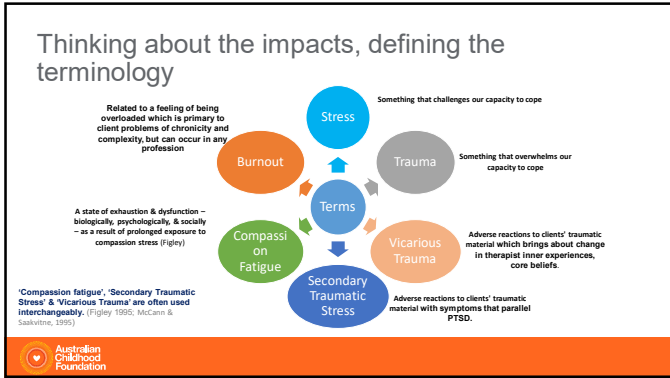 Thinking about the impacts, defining the
terminology
Stress
Something that challenges our capacity to cope
Trauma
Something that overwhelms our
capacity to cope
Vicarious
Trauma
Adverse reactions to clients' traumatic
material which brings about change
in therapist inner experiences,
core beliefs.
Secondary
Traumatic
Stress
Adverse reactions to clients' traumatic
material with symptoms that parallel
PTSD.
Compassi
on
Fatigue
A state of exhaustion & dysfunction –
biologically, psychologically, & socially
– as a result of prolonged exposure to
compassion stress (Figley)
Burnout
Related to a feeling of being
overloaded which is primary to
client problems of chronicity and
complexity, but can occur in any
profession
Terms
'Compassion fatigue', 'Secondary Traumatic
Stress' & 'Vicarious Trauma' are often used
interchangeably. (Figley 1995; McCann &
Saakvitne, 1995)
Australian
Childhood
Foundation